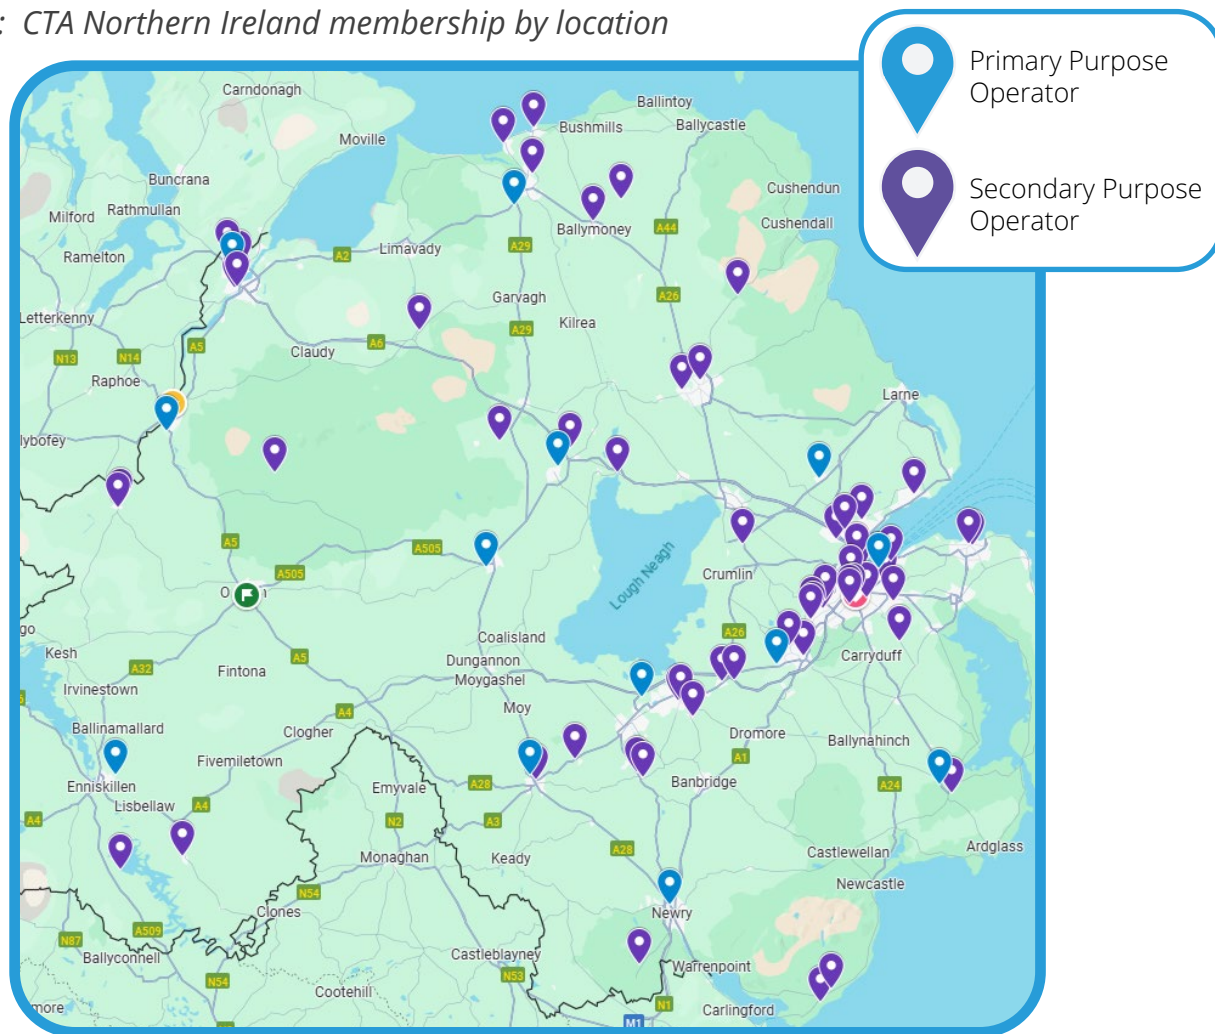 : CTA Northern Ireland membership by location
Primary Purpose
Operator
Secondary Purpose
Operator
Carndonagh
Ballintoy
Moville
Bushmills
Ballycastle
Buncrana
Cushendun
Milford
Rathmullan
Cushendall
Ramelton
A2
Limavady
Ballymoney
A44
A29
Letterkenny
Garvagh
A26
Kilrea
A29
N13
N14
A5
Claudy
A6
Raphoe
Larne
lybofey
A5
A505
A505
Lough Neagh
Crumlin
go
Kesh
A32
Fintona
A5
Coalisland
A26
Carryduff
Irvinestown
Dungannon
Moygashel
Moy
A4
Ballinamallard
Clogher
Dromore
Ballynahinch
Fivemiletown
A1
Enniskillen
Emyvale
A28
Banbridge
A24
Lisbellaw
A4
A4
N2
A3
Monaghan
Keady
A28
Castlewellan
Ardglass
Newcastle
N54
Clones
Newry
N87
A509
Ballyconnell
Castleblayney
Warrenpoint
N54
N53
Cootehill
N1
Carlingford
more
M1